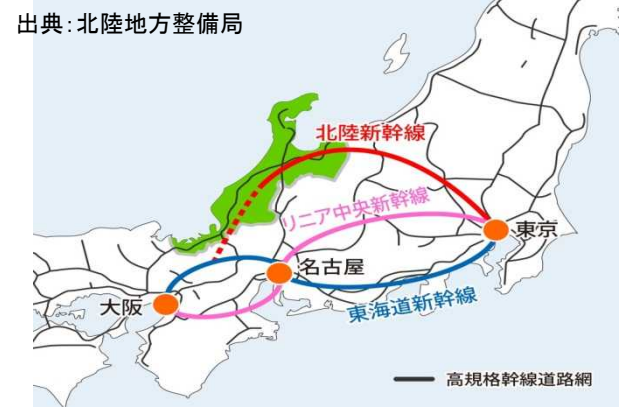 出典:北陸地方整備局
北陸新幹線
リニア中央新幹線
東京
名古屋
大阪
東海道新幹線
高規格幹線道路網